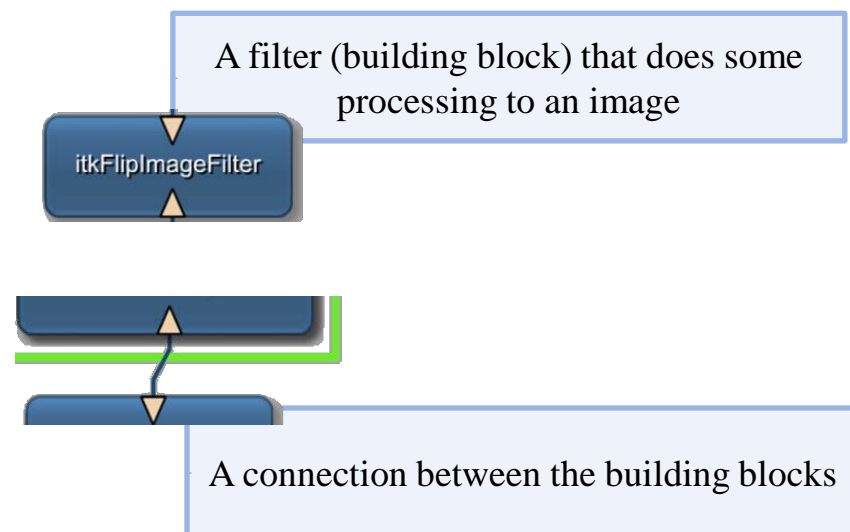 A filter (building block) that does some
processing to an image
itkFlipImageFilter
A connection between the building blocks